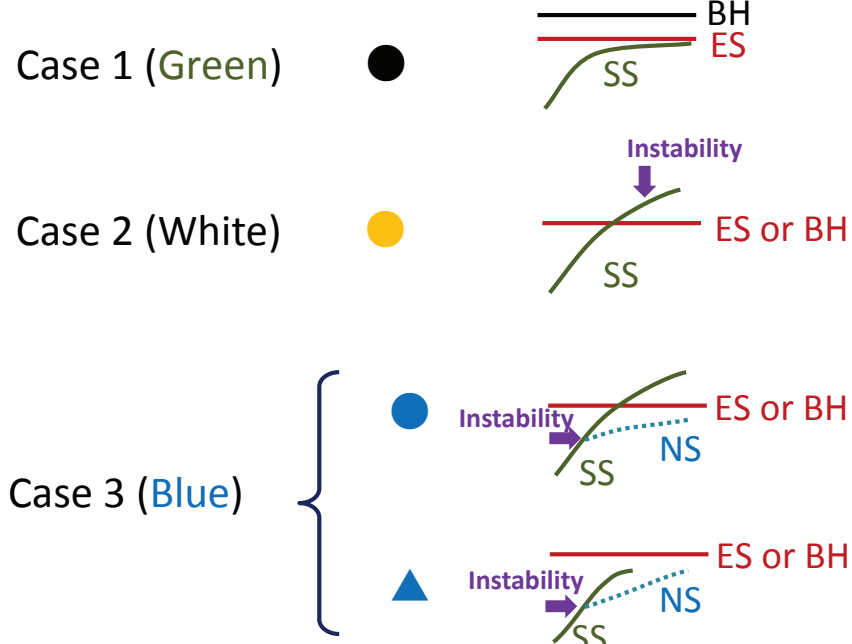 BH
Case 1 (Green)
ES
SS
Instability
Case 2 (White)
ES or BH
SS
ES or BH
Instability
NS
SS
Case 3 (Blue)
ES or BH
Instability
NS
SS